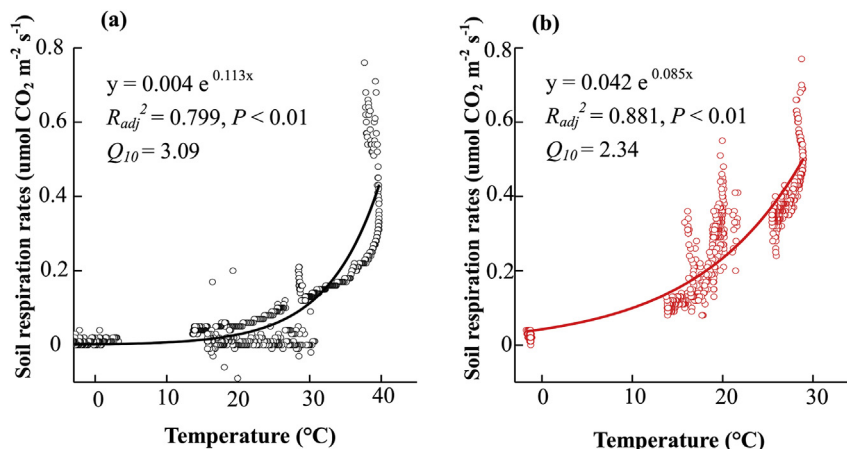 (a)
y = 0.004 e^0.113x
R_adj^2 = 0.799, P < 0.01
Q_10 = 3.09
Soil respiration rates (umol CO₂ m⁻² s⁻¹)
0.8
0.6
0.4
0.2
0
0 10 20 30 40
Temperature (°C)
(b)
y = 0.042 e^0.085x
R_adj^2 = 0.881, P < 0.01
Q_10 = 2.34
Soil respiration rates (umol CO₂ m⁻² s⁻¹)
0.8
0.6
0.4
0.2
0
0 10 20 30
Temperature (°C)